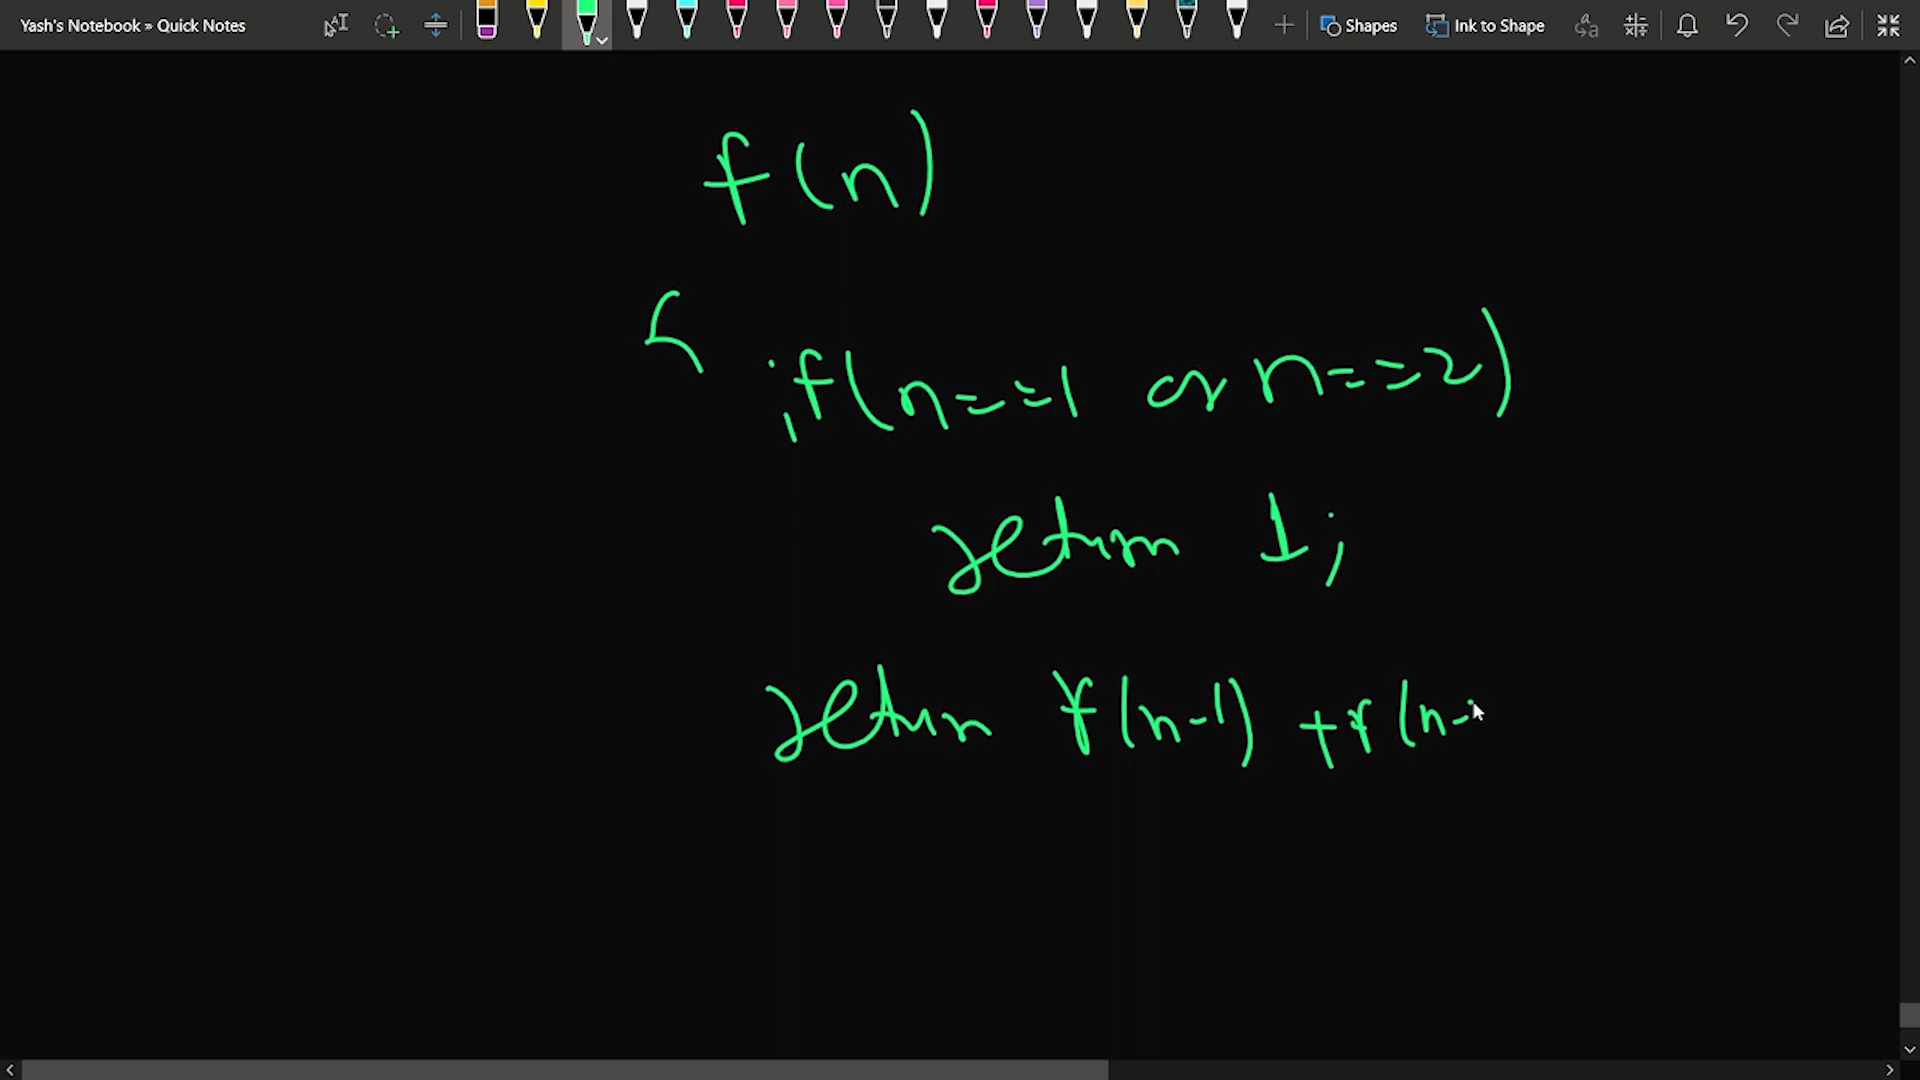 Yash's Notebook » Quick Notes Shapes Ink to Shape
f(n)
{
if(n==1 or n==2)
return 1;
return f(n-1) +f(n-